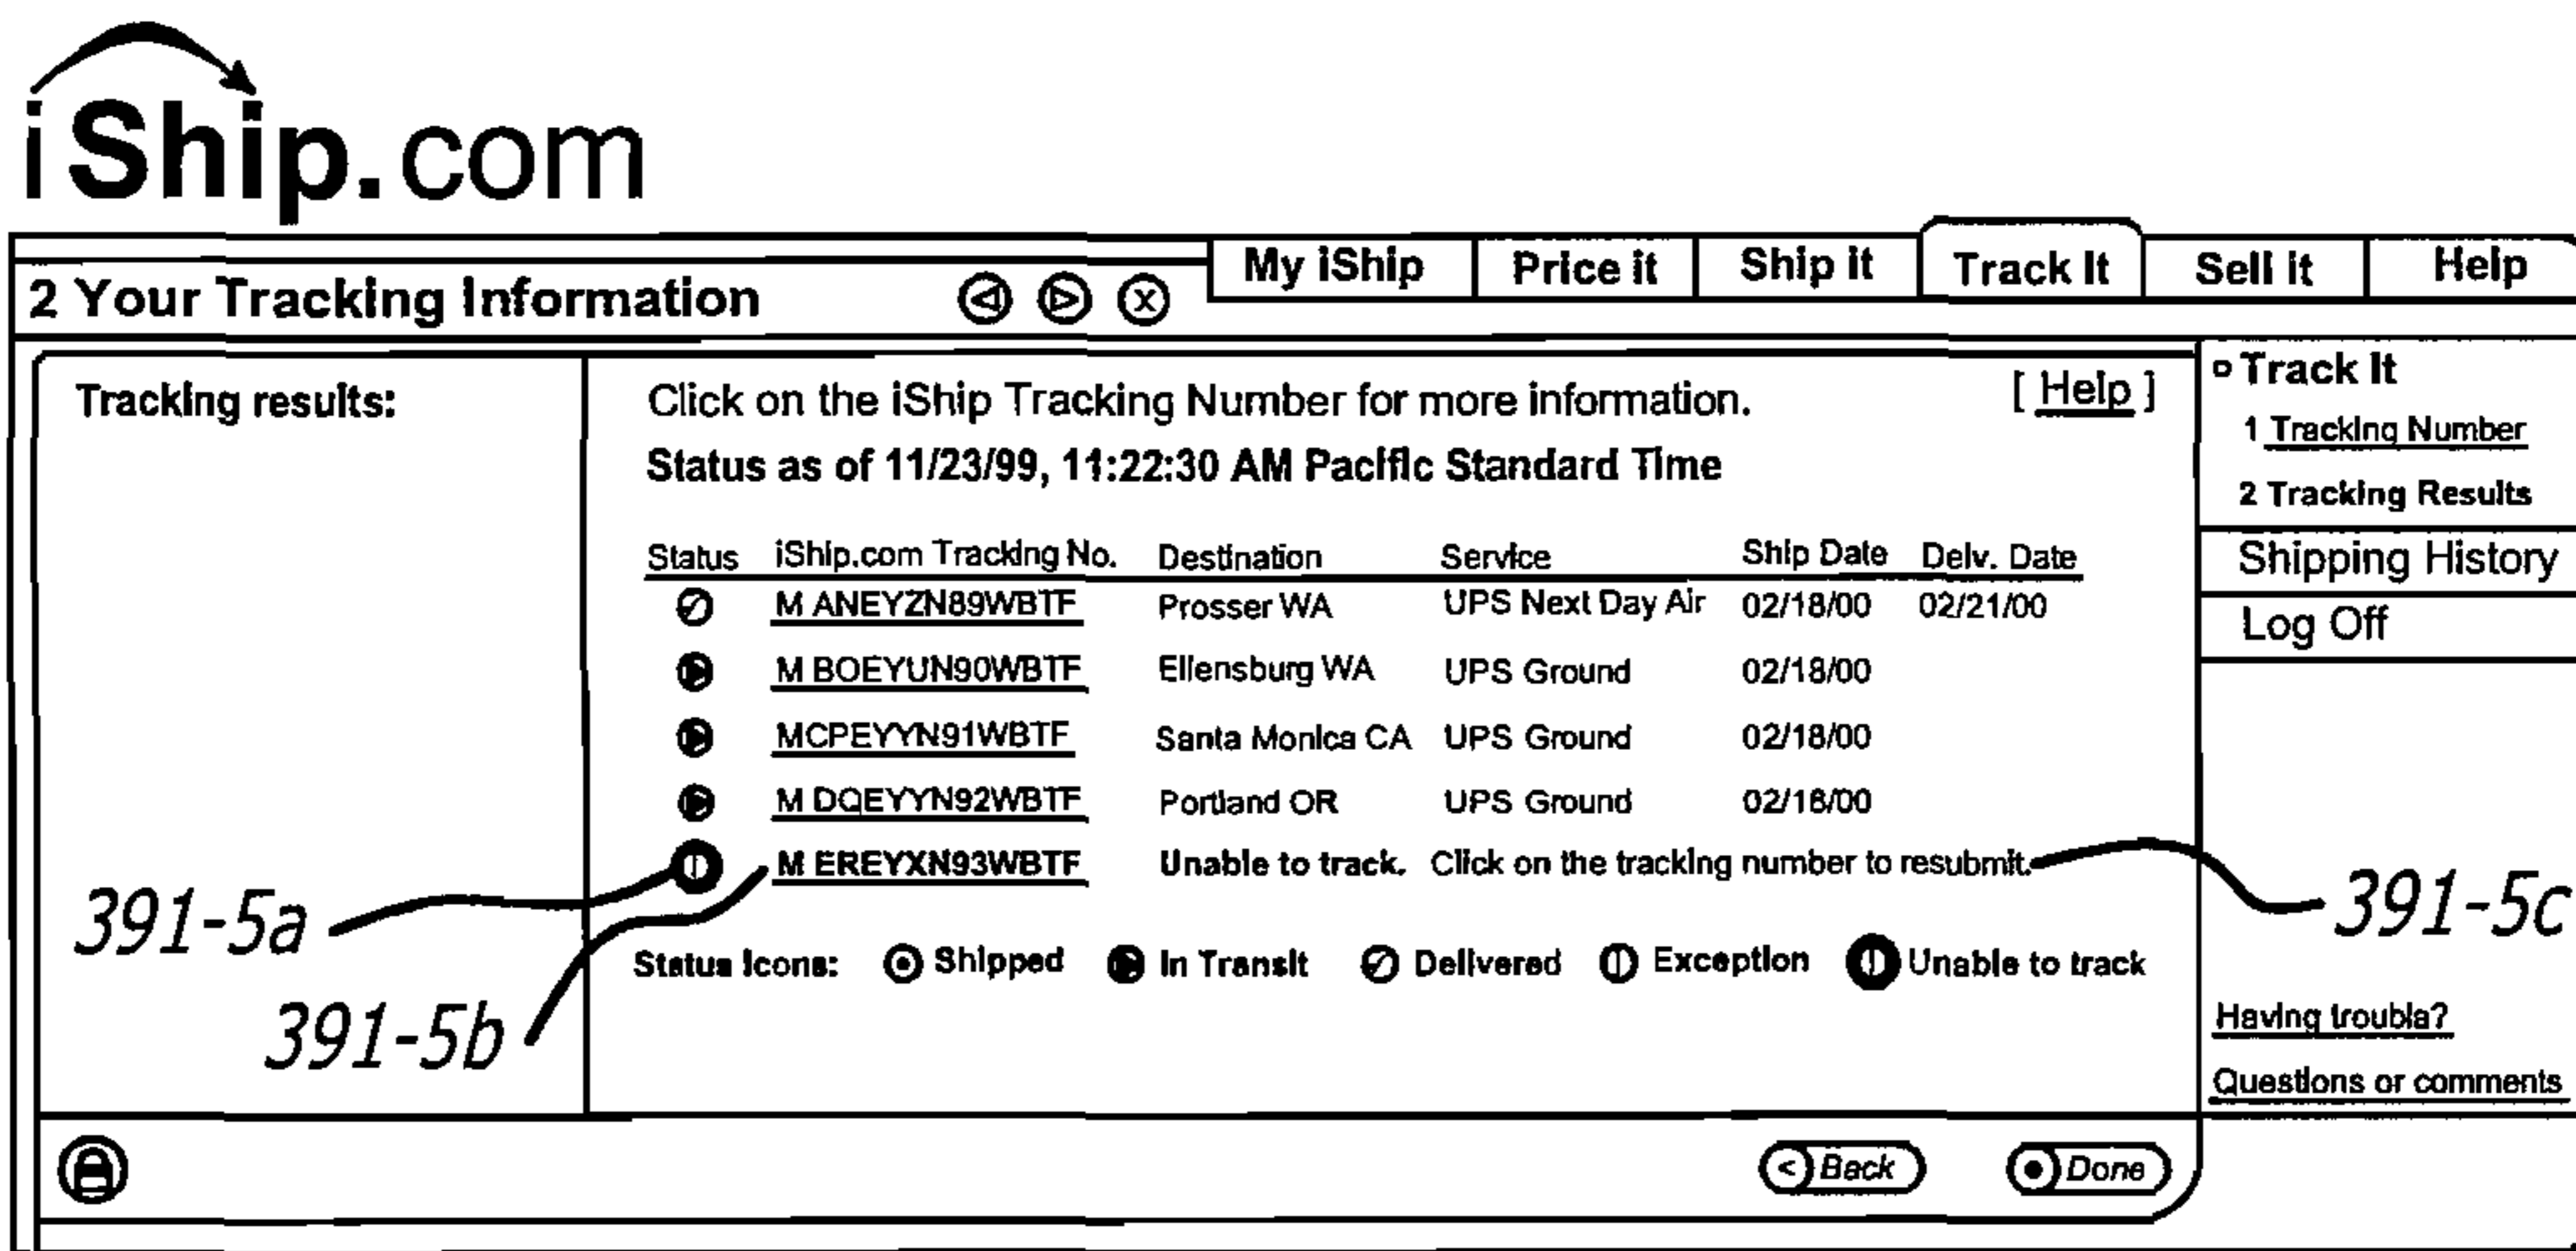 iShip.com
My iShip Price it Ship it Track It Sell it Help
2 Your Tracking Information
Tracking results:
Click on the iShip Tracking Number for more information. [ Help ]
Status as of 11/23/99, 11:22:30 AM Pacific Standard Time
Status iShip.com Tracking No. Destination Service Ship Date Delv. Date
M ANEYZN89WBTF Prosser WA UPS Next Day Air 02/18/00 02/21/00
M BOEYUN90WBTF Ellensburg WA UPS Ground 02/18/00
MCPEYYN91WBTF Santa Monica CA UPS Ground 02/18/00
M DQEYYN92WBTF Portland OR UPS Ground 02/18/00
M EREYXN93WBTF Unable to track. Click on the tracking number to resubmit.
391-5a
391-5b
391-5c
Status Icons: Shipped In Transit Delivered Exception Unable to track
Track It
1 Tracking Number
2 Tracking Results
Shipping History
Log Off
Having troubla?
Questions or comments
< Back Done